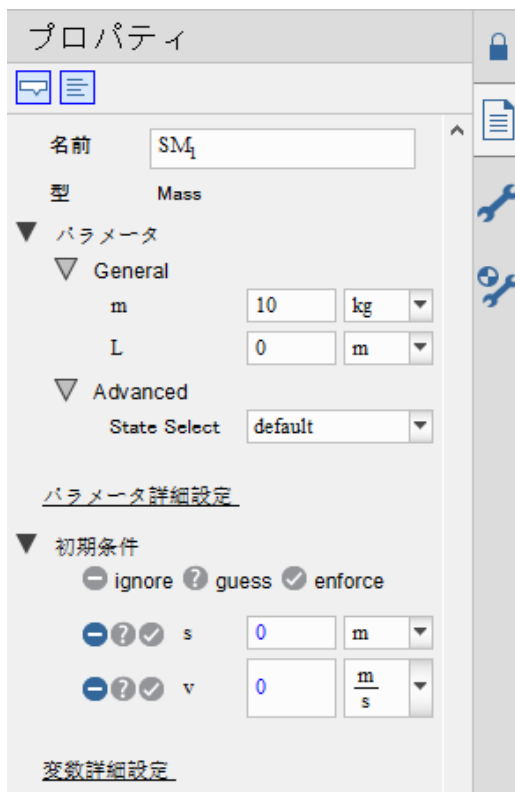 プロパティ
名前 SM1
型 Mass
パラメータ
General
m 10 kg
L 0 m
Advanced
State Select default
パラメータ詳細設定
初期条件
ignore ? guess enforce
? s 0 m
? v 0 m/s
変数詳細設定